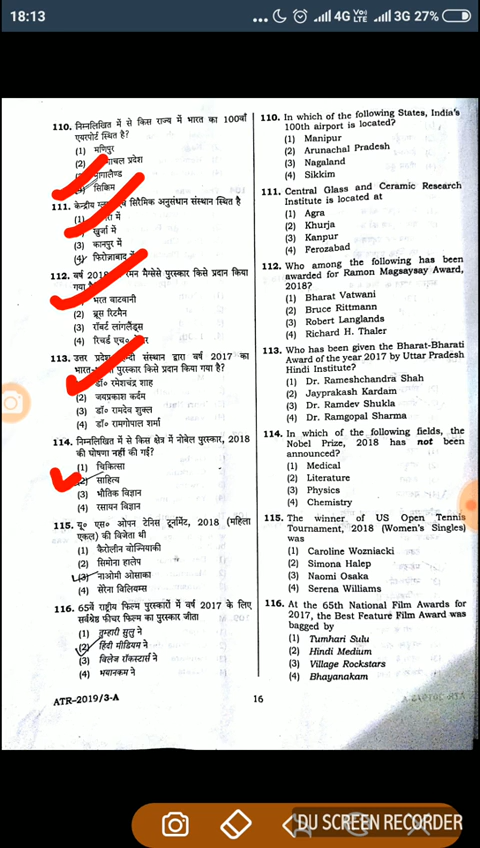 18:13
... 4G VoLTE 3G 27%
110. निम्नलिखित में से किस राज्य में भारत का 100वाँ
एयरपोर्ट स्थित है?
(1) मणिपुर
(2) प्रदेश
सिक्किम
111. केन्द्रीय सिरैमिक अनुसंधान संस्थान स्थित है
(1) में
खुर्जा में
(3) कानपुर में
(4) फिरोज़ाबाद में
112. वर्ष 2018 रमन मैग्सेसे पुरस्कार किसे प्रदान किया
गया है
भरत वाटवानी
(2) ब्रूस रिटमैन
(3) रॉबर्ट लांगलैंड्स
(4) रिचर्ड एच०
113. उत्तर प्रदेश हिन्दी संस्थान द्वारा वर्ष 2017 का
पुरस्कार किसे प्रदान किया गया है?
डॉ० रमेशचंद्र शाह
(2) जयप्रकाश कर्दम
(3) डॉ० रामदेव शुक्ल
(4) डॉ० रामगोपाल शर्मा
114. निम्नलिखित में से किस क्षेत्र में नोबेल पुरस्कार, 2018
की घोषणा नहीं की गई?
(1) चिकित्सा
(2) साहित्य
(3) भौतिक विज्ञान
(4) रसायन विज्ञान
115. यू० एस० ओपन टेनिस टूर्नामेंट, 2018 (महिला
एकल) की विजेता थी
(1) कैरोलीन वोज्नियाकी
(2) सिमोना हालेप
(3) नाओमी ओसाका
(4) सेरेना विलियम्स
116. 65वें राष्ट्रीय फिल्म पुरस्कारों में वर्ष 2017 के लिए
सर्वश्रेष्ठ फीचर फिल्म का पुरस्कार जीता
(1) तुम्हारी सुलु ने
(2) हिंदी मीडियम ने
(3) विलेज रॉकस्टार्स ने
(4) भयानकम ने
110. In which of the following States, India's
100th airport is located?
(1) Manipur
(2) Arunachal Pradesh
(3) Nagaland
(4) Sikkim
111. Central Glass and Ceramic Research
Institute is located at
(1) Agra
(2) Khurja
(3) Kanpur
(4) Ferozabad
112. Who among the following has been
awarded for Ramon Magsaysay Award,
2018?
(1) Bharat Vatwani
(2) Bruce Rittmann
(3) Robert Langlands
(4) Richard H. Thaler
113. Who has been given the Bharat-Bharati
Award of the year 2017 by Uttar Pradesh
Hindi Institute?
(1) Dr. Rameshchandra Shah
(2) Jayprakash Kardam
(3) Dr. Ramdev Shukla
(4) Dr. Ramgopal Sharma
114. In which of the following fields, the
Nobel Prize, 2018 has not been
announced?
(1) Medical
(2) Literature
(3) Physics
(4) Chemistry
115. The winner of US Open Tennis
Tournament, 2018 (Women's Singles)
was
(1) Caroline Wozniacki
(2) Simona Halep
(3) Naomi Osaka
(4) Serena Williams
116. At the 65th National Film Awards for
2017, the Best Feature Film Award was
bagged by
(1) Tumhari Sulu
(2) Hindi Medium
(3) Village Rockstars
(4) Bhayanakam
ATR–2019/3–A
16
DU SCREEN RECORDER